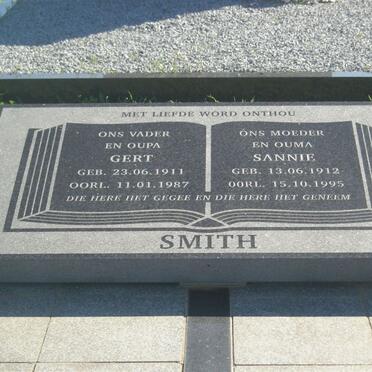 MET LIEFDE WORD ONTHOU
ONS VADER
EN OUPA
GERT
GEB. 23.06.1911
OORL. 11.01.1987
ONS MOEDER
EN OUMA
SANNIE
GEB. 13.06.1912
OORL. 15.10.1995
DIE HERE HET GEGEE EN DIE HERE HET GENEEM
SMITH